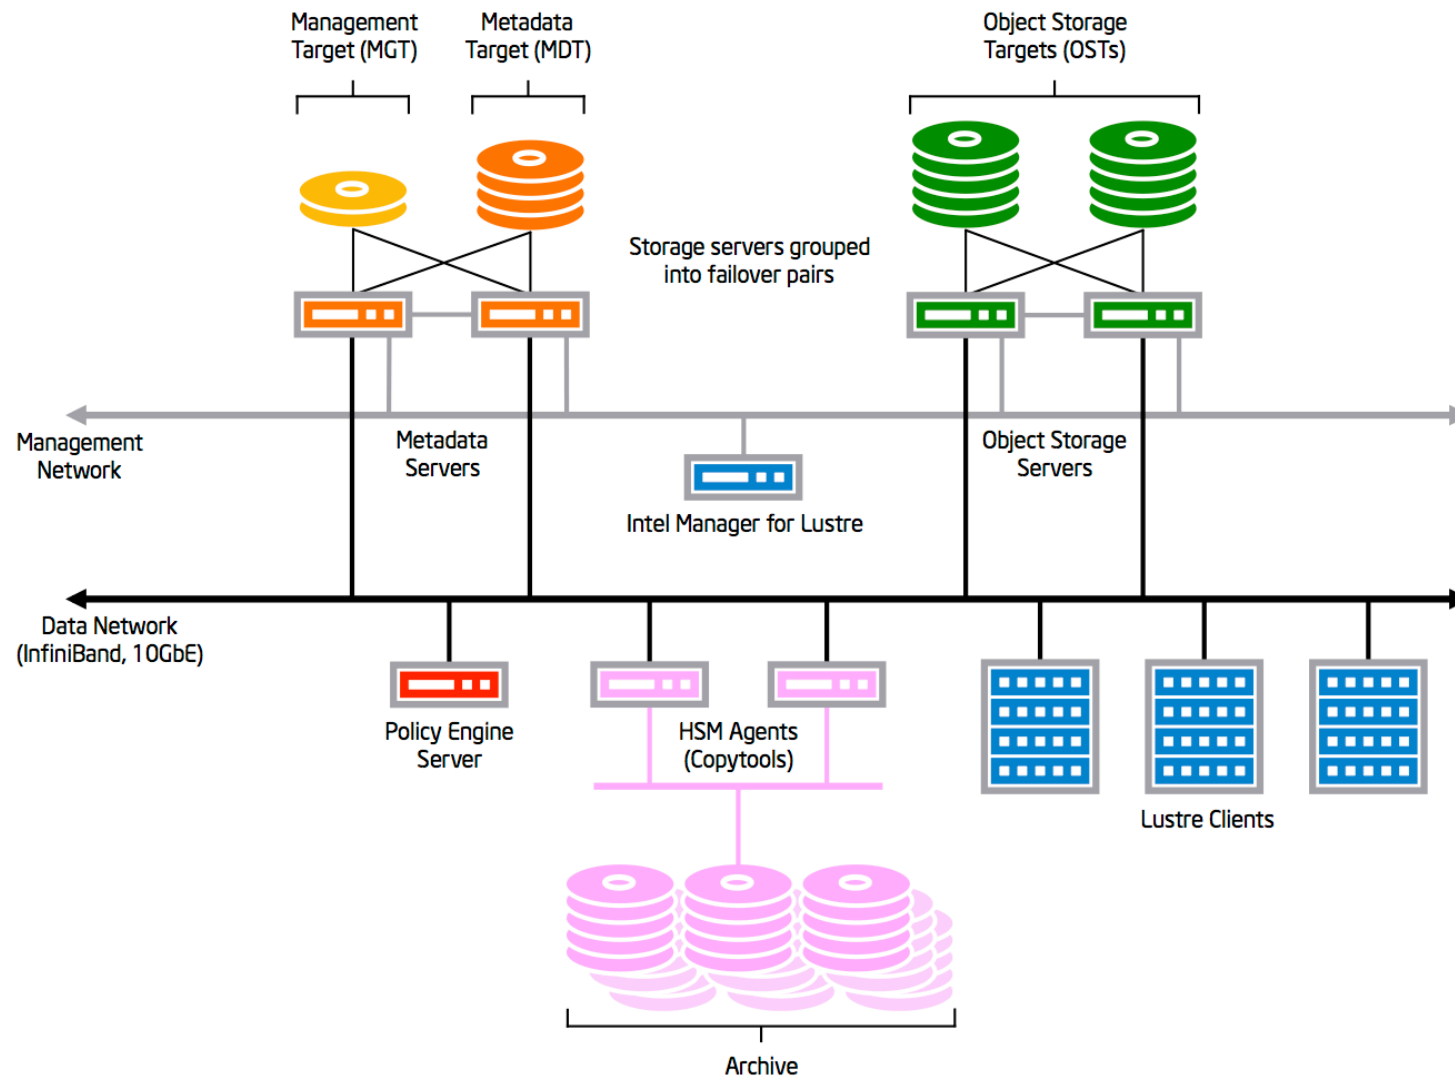 Management
Target (MGT)
Metadata
Target (MDT)
Object Storage
Targets (OSTs)
Storage servers grouped
into failover pairs
Management
Network
Metadata
Servers
Object Storage
Servers
Intel Manager for Lustre
Data Network
(InfiniBand, 10GbE)
Policy Engine
Server
HSM Agents
(Copytools)
Lustre Clients
Archive